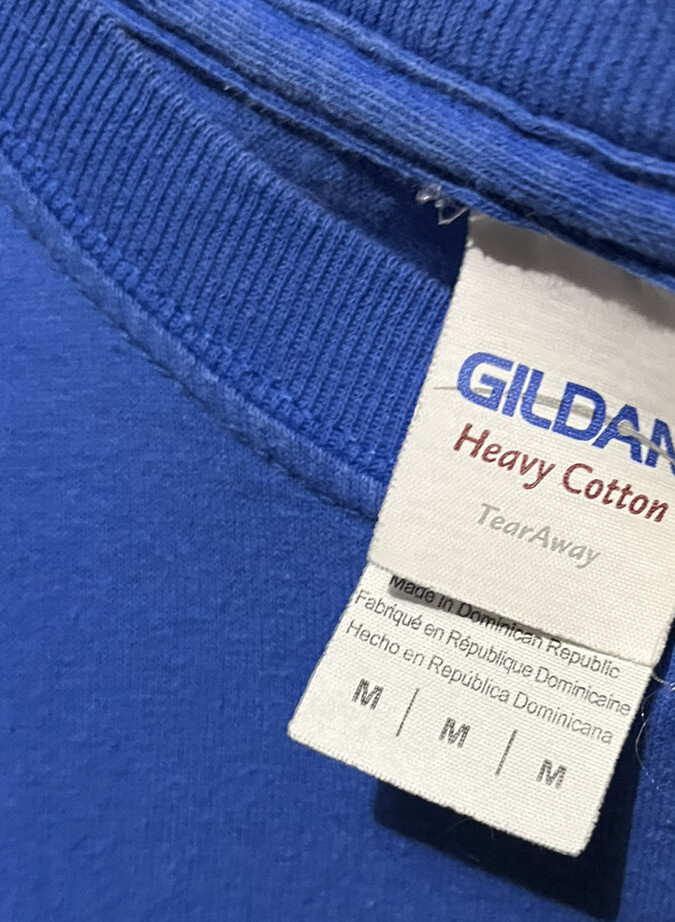 GILDAN
Heavy Cotton
TearAway
Made in Dominican Republic
Fabriqué en République Dominicaine
Hecho en República Dominicana
M | M | M